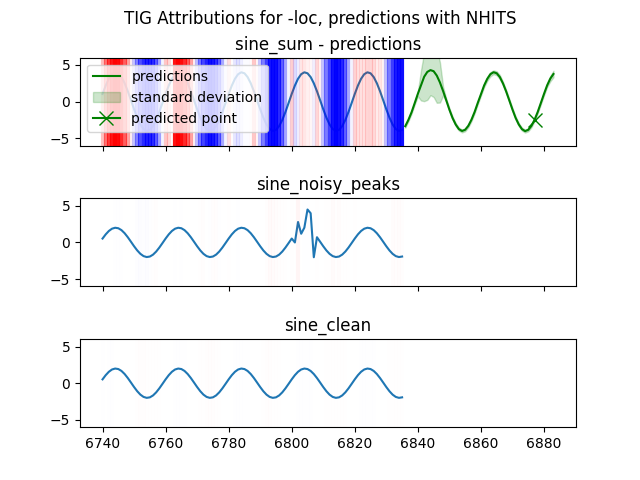 TIG Attributions for -loc, predictions with NHITS
sine_sum - predictions
5
0
−5
predictions
standard deviation
predicted point
sine_noisy_peaks
5
0
−5
sine_clean
5
0
−5
6740 6760 6780 6800 6820 6840 6860 6880